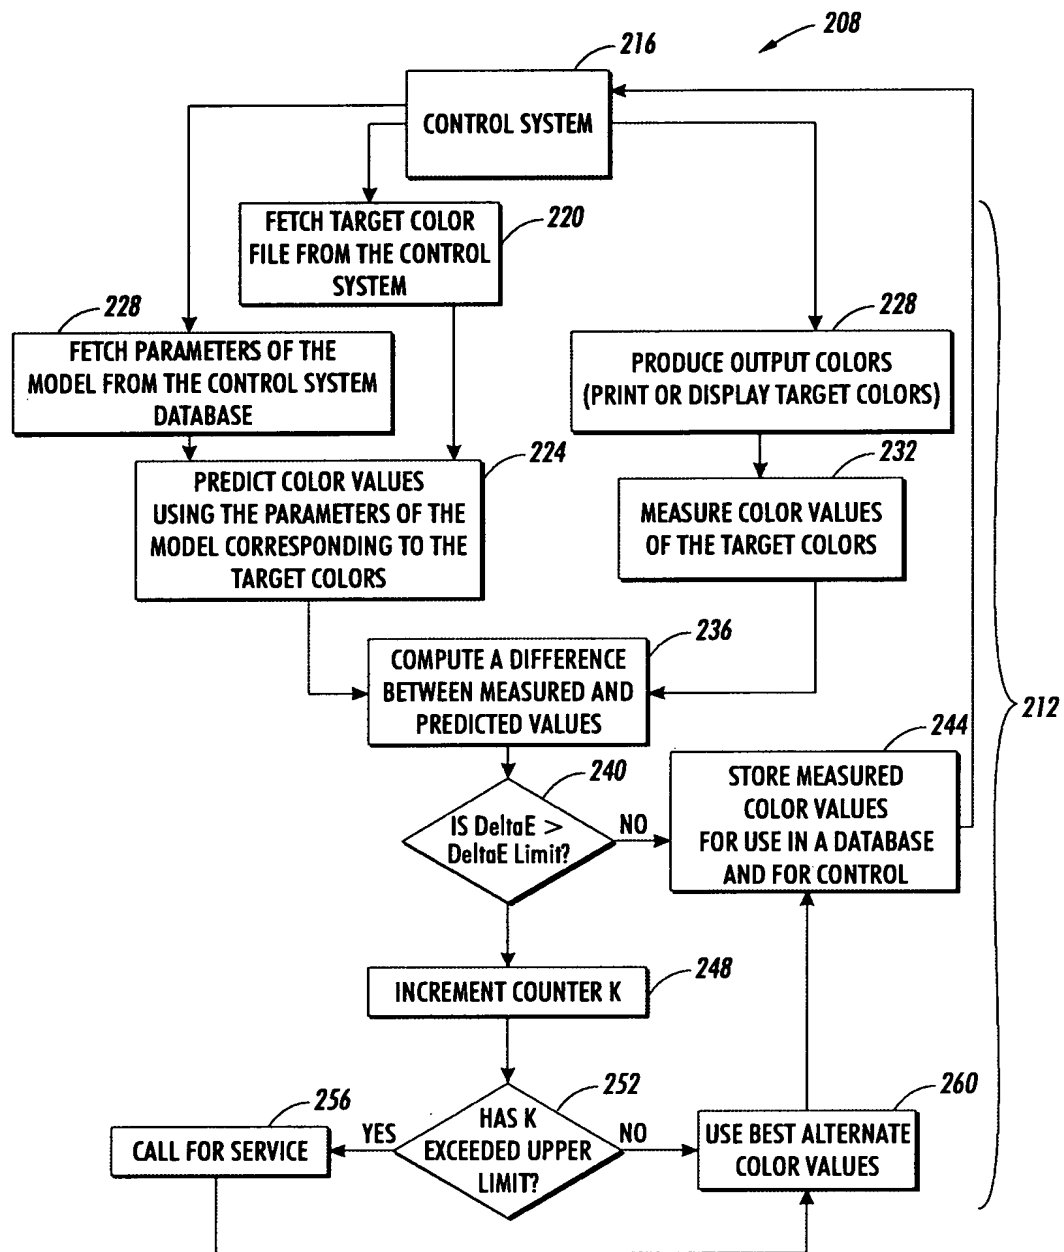 208
216
CONTROL SYSTEM
FETCH TARGET COLOR
FILE FROM THE CONTROL
SYSTEM
220
228
FETCH PARAMETERS OF THE
MODEL FROM THE CONTROL SYSTEM
DATABASE
228
PRODUCE OUTPUT COLORS
(PRINT OR DISPLAY TARGET COLORS)
224
PREDICT COLOR VALUES
USING THE PARAMETERS OF THE
MODEL CORRESPONDING TO THE
TARGET COLORS
232
MEASURE COLOR VALUES
OF THE TARGET COLORS
236
COMPUTE A DIFFERENCE
BETWEEN MEASURED AND
PREDICTED VALUES
212
240
IS DeltaE >
DeltaE Limit?
NO
244
STORE MEASURED
COLOR VALUES
FOR USE IN A DATABASE
AND FOR CONTROL
248
INCREMENT COUNTER K
252
HAS K
EXCEEDED UPPER
LIMIT?
YES
NO
256
CALL FOR SERVICE
260
USE BEST ALTERNATE
COLOR VALUES